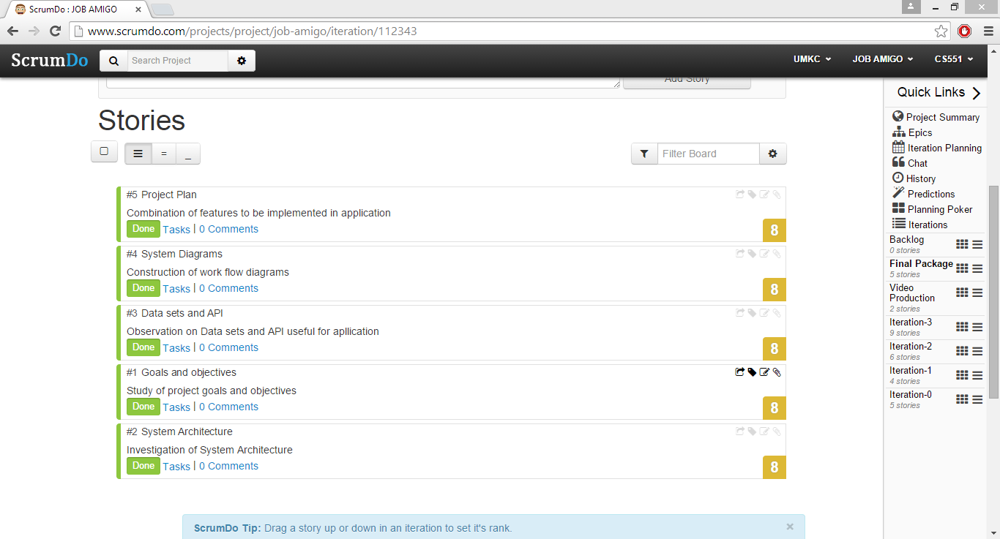 ScrumDo : JOB AMIGO
www.scrumdo.com/projects/project/job-amigo/iteration/112343
ScrumDo
Search Project
UMKC
JOB AMIGO
CS551
Add Story
Stories
Filter Board
#5 Project Plan
Combination of features to be implemented in application
Done Tasks | 0 Comments
8
#4 System Diagrams
Construction of work flow diagrams
Done Tasks | 0 Comments
8
#3 Data sets and API
Observation on Data sets and API useful for apllication
Done Tasks | 0 Comments
8
#1 Goals and objectives
Study of project goals and objectives
Done Tasks | 0 Comments
8
#2 System Architecture
Investigation of System Architecture
Done Tasks | 0 Comments
8
ScrumDo Tip: Drag a story up or down in an iteration to set it's rank.
Quick Links
Project Summary
Epics
Iteration Planning
Chat
History
Predictions
Planning Poker
Iterations
Backlog
0 stories
Final Package
5 stories
Video
Production
2 stories
Iteration-3
9 stories
Iteration-2
6 stories
Iteration-1
4 stories
Iteration-0
5 stories